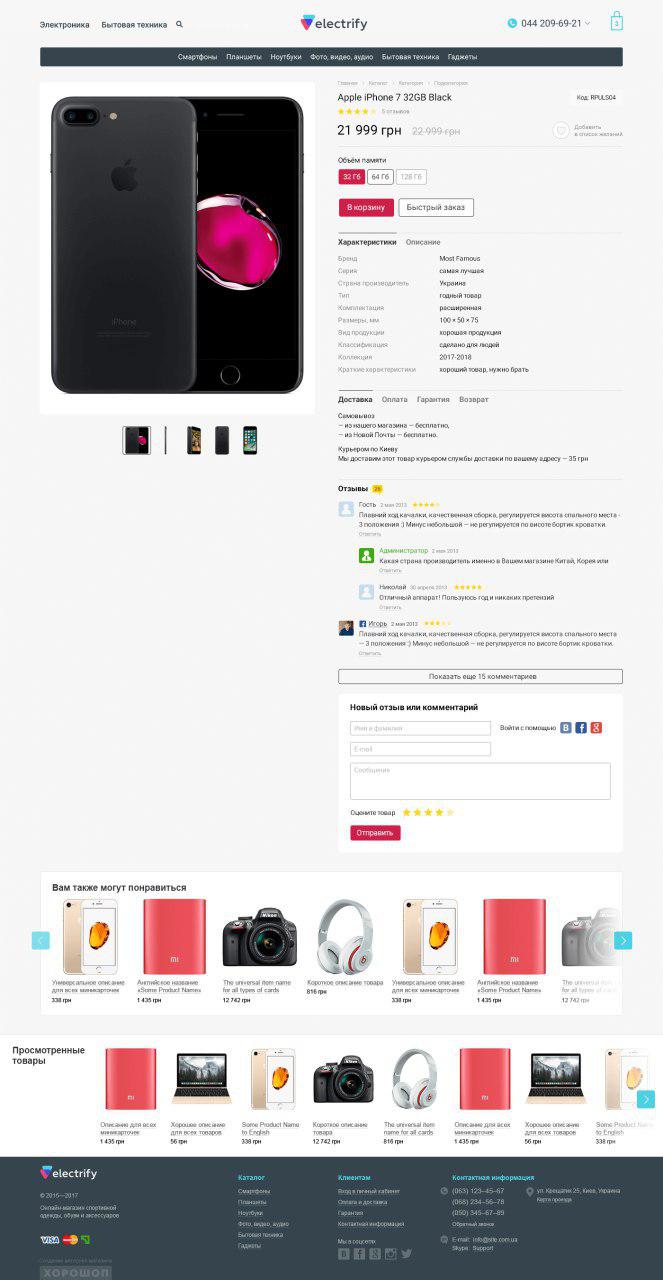 Электроника
Бытовая техника
electrify
044 209-69-21
3
Смартфоны Планшеты Ноутбуки Фото, видео, аудио Бытовая техника Гаджеты
Главная
Каталог
Категория
Подкатегория
Apple iPhone 7 32GB Black
Код: RPULS04
5 отзывов
21 999 грн 22 999 грн
Добавить
в список желаний
Объём памяти
32 Гб 64 Гб 128 Гб
В корзину
Быстрый заказ
iPhone
Характеристики Описание
Бренд Most Famous
Серия самая лучшая
Страна производитель Украина
Тип годный товар
Комплектация расширенная
Размеры, мм 100 × 50 × 75
Вид продукции хорошая продукция
Классификация сделано для людей
Коллекция 2017-2018
Краткие характеристики хороший товар, нужно брать
Доставка Оплата Гарантия Возврат
Самовывоз
— из нашего магазина — бесплатно,
— из Новой Почты — бесплатно.
Курьером по Киеву
Мы доставим этот товар курьером службы доставки по вашему адресу — 35 грн
Отзывы 25
Гость 2 мая 2013
Плавний ход качалки, качественная сборка, регулируется висота спального места -
3 положения :) Минус небольшой — не регулируется по висоте бортик кроватки.
Ответить
Администратор 2 мая 2013
Какая страна производитель именно в Вашем магазине Китай, Корея или
Ответить
Николай 30 апреля 2013
Отличный аппарат! Пользуюсь год и никаких претензий
Ответить
Игорь 2 мая 2013
Плавний ход качалки, качественная сборка, регулируется висота спального места
— 3 положения :) Минус небольшой — не регулируется по висоте бортик кроватки.
Ответить
Показать еще 15 комментариев
Новый отзыв или комментарий
Имя и фамилия
Войти с помощью
E-mail
Сообщение
Оцените товар
Отправить
Вам также могут понравиться
Универсальное описание
для всех миникарточек
338 грн
Английское название
«Some Product Name»
1 435 грн
The universal item name
for all types of cards
12 742 грн
Короткое описание товара
816 грн
Универсальное описание
для всех миникарточек
338 грн
Английское название
«Some Product Name»
1 435 грн
The universal item name
for all types of cards
12 742 грн
Просмотренные
товары
Описание для всех
миникарточек
1 435 грн
Хорошее описание
для всех товаров
56 грн
Some Product Name
to English
338 грн
Короткое описание
товара
12 742 грн
The universal item
name for all cards
816 грн
Описание для всех
миникарточек
1 435 грн
Хорошее описание
для всех товаров
56 грн
Some Product Name
to English
338 грн
electrify
© 2015—2017
Онлайн-магазин спортивной
одежды, обуви и аксессуаров
VISA
Создание интернет-магазина
ХОРОШОП
Каталог
Смартфоны
Планшеты
Ноутбуки
Фото, видео, аудио
Бытовая техника
Гаджеты
Клиентам
Вход в личный кабинет
Оплата и доставка
Гарантия
Контактная информация
Мы в соцсетях
Контактная информация
(063) 123—45—67
(068) 234—56—78
(050) 345—67—89
Обратный звонок
E-mail: info@site.com.ua
Skype: Support
ул. Крещатик 25, Киев, Украина
Карта проезда